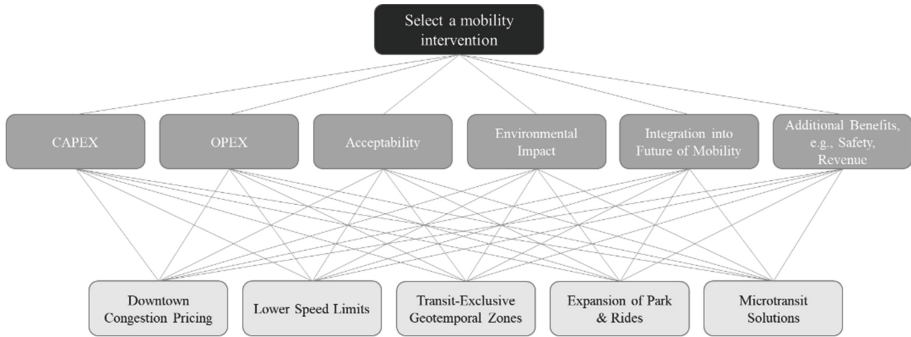 Select a mobility
intervention
CAPEX
OPEX
Acceptability
Environmental
Impact
Integration into
Future of Mobility
Additional Benefits,
e.g., Safety,
Revenue
Downtown
Congestion Pricing
Lower Speed Limits
Transit-Exclusive
Geotemporal Zones
Expansion of Park
& Rides
Microtransit
Solutions